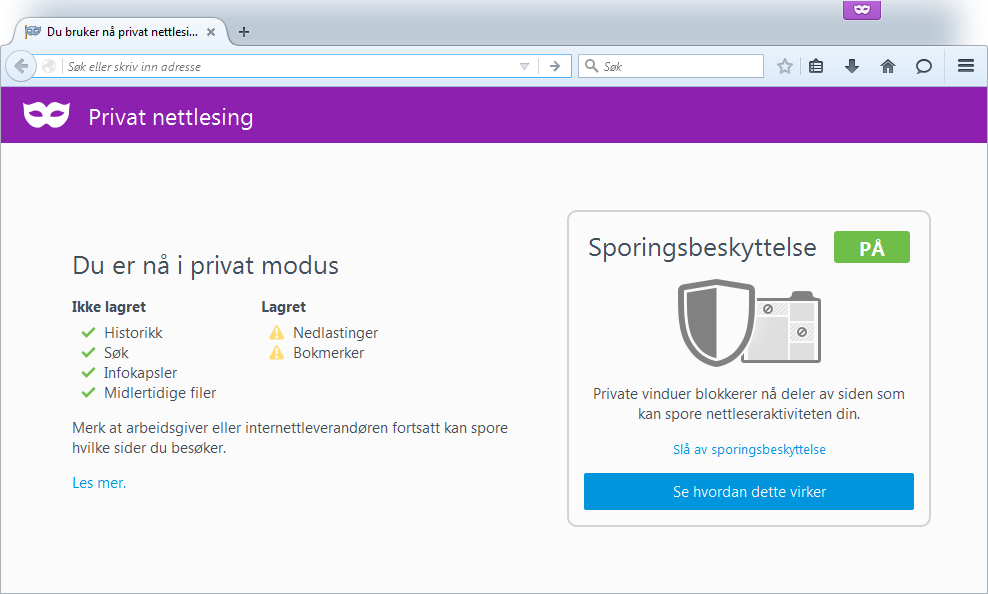 Du bruker nå privat nettlesi...
Søk eller skriv inn adresse
Søk
Privat nettlesing
Du er nå i privat modus
Ikke lagret
Historikk
Søk
Infokapsler
Midlertidige filer
Lagret
Nedlastinger
Bokmerker
Merk at arbeidsgiver eller internettleverandøren fortsatt kan spore
hvilke sider du besøker.
Les mer.
Sporingsbeskyttelse PÅ
Private vinduer blokkerer nå deler av siden som
kan spore nettleseraktiviteten din.
Slå av sporingsbeskyttelse
Se hvordan dette virker